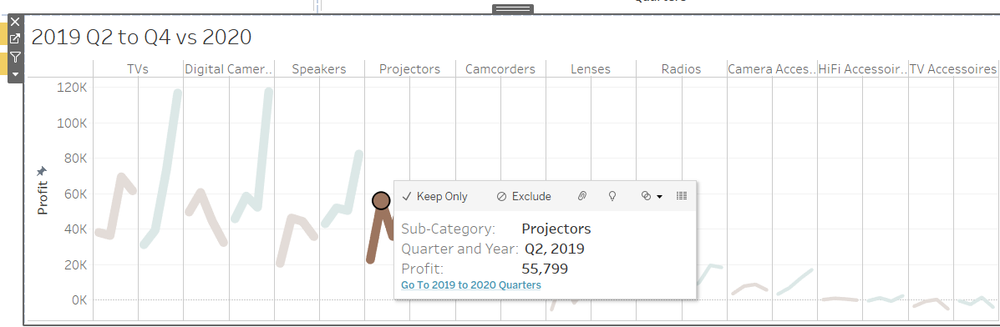 2019 Q2 to Q4 vs 2020
TVs Digital Camer.. Speakers Projectors Camcorders Lenses Radios Camera Acces.. HiFi Accessoir.. TV Accessoires
120K
100K
80K
60K
40K
20K
0K
Profit
Keep Only Exclude
Sub-Category: Projectors
Quarter and Year: Q2, 2019
Profit: 55,799
Go To 2019 to 2020 Quarters